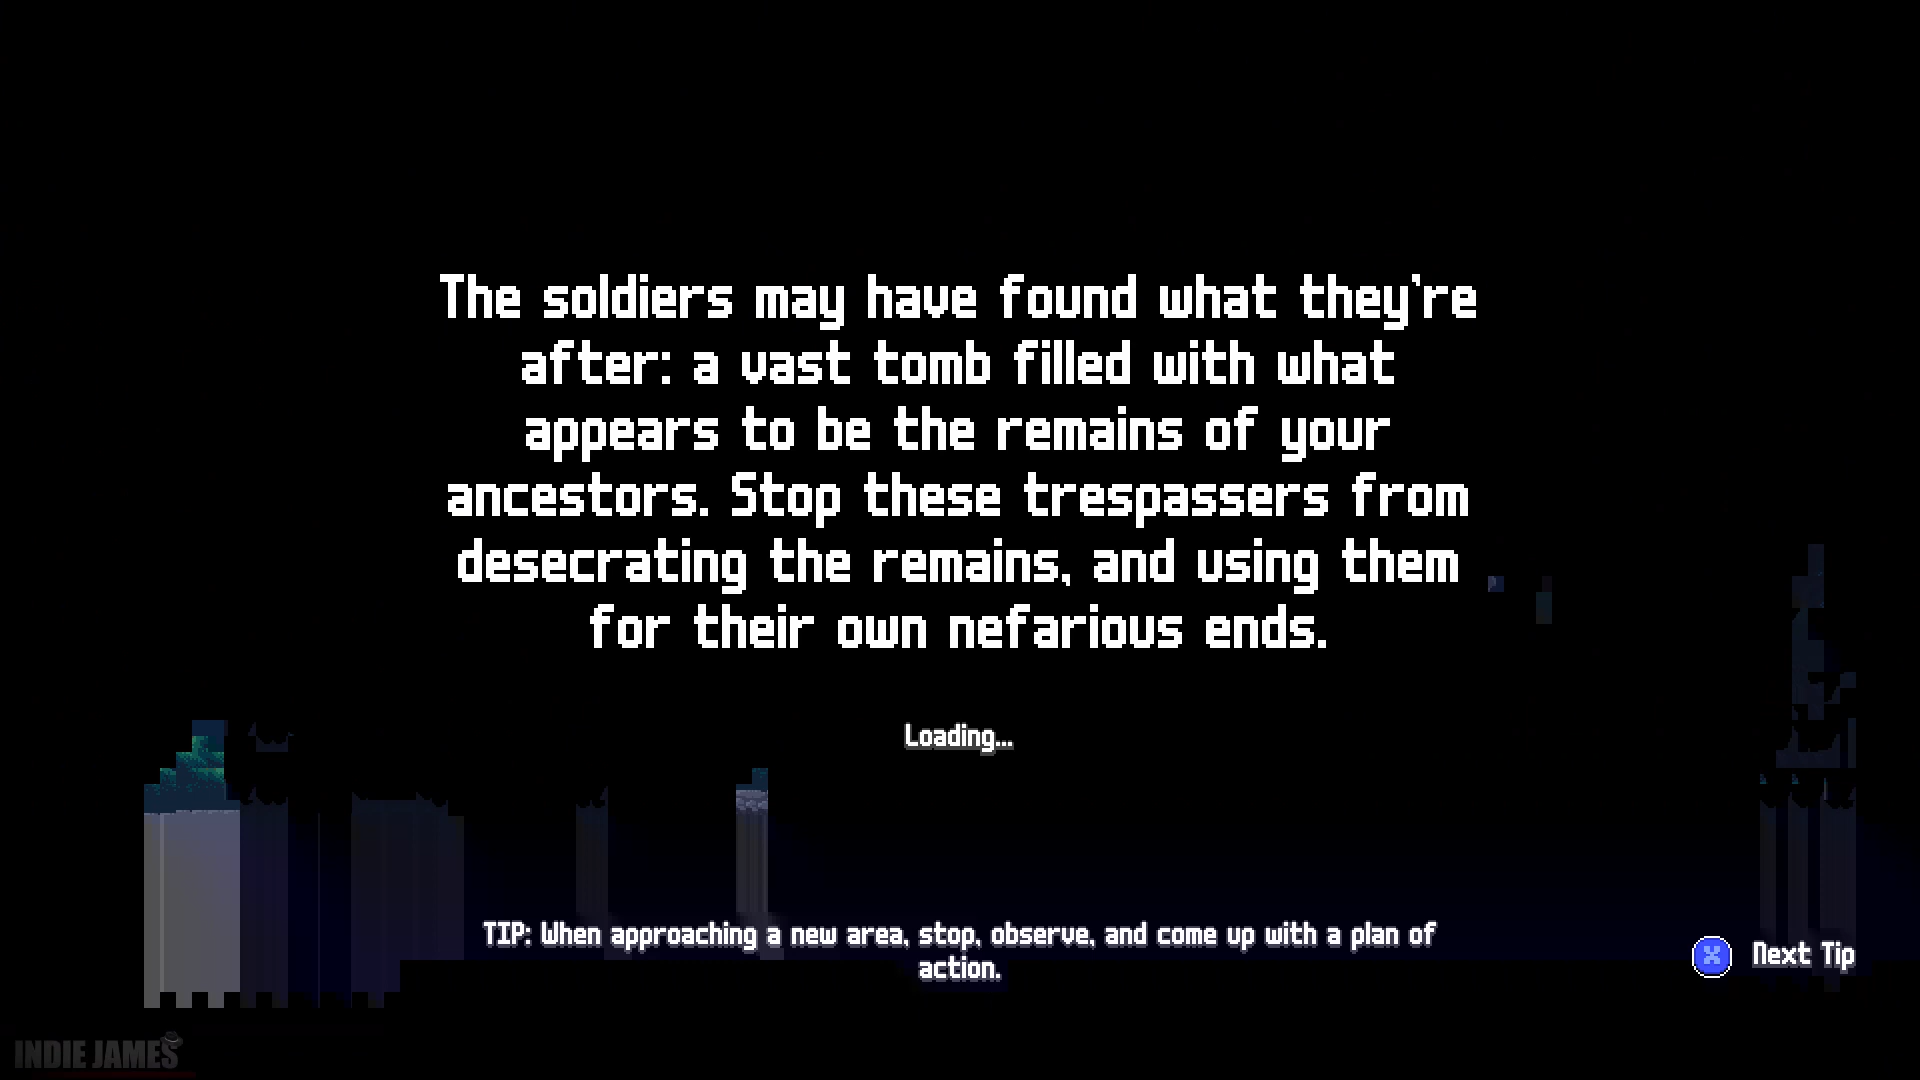 The soldiers may have found what they're
after: a vast tomb filled with what
appears to be the remains of your
ancestors. Stop these trespassers from
desecrating the remains, and using them
for their own nefarious ends.
Loading...
TIP: When approaching a new area, stop, observe, and come up with a plan of
action.
X Next Tip
INDIE JAMES